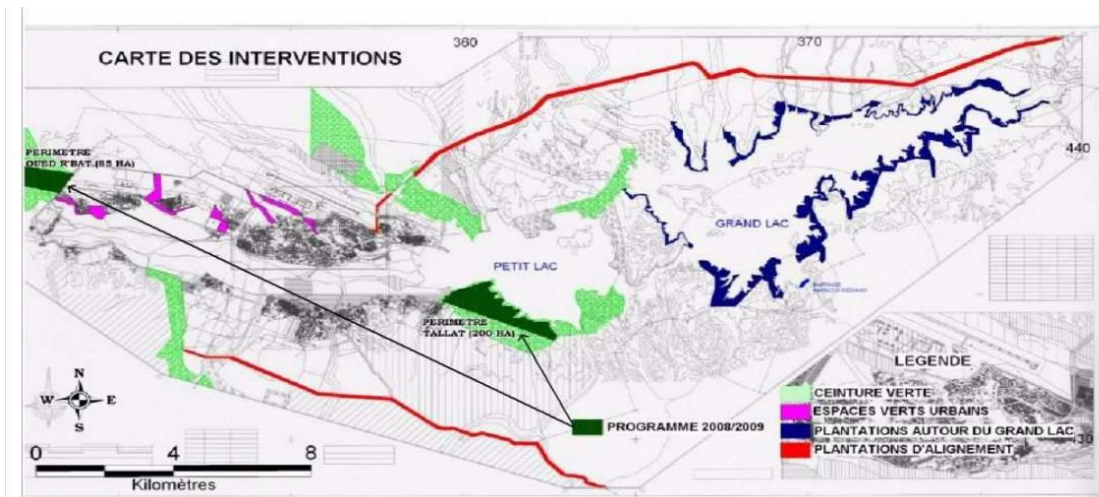 CARTE DES INTERVENTIONS
360
370
440
PERIMETRE
OUED R'BAT (85 HA)
GRAND LAC
PETIT LAC
PERIMETRE
TALLAT (200 HA)
LEGENDE
CEINTURE VERTE
ESPACES VERTS URBAINS
PLANTATIONS AUTOUR DU GRAND LAC
PLANTATIONS D'ALIGNEMENT
430
PROGRAMME 2008/2009
N
W
E
S
0
4
8
Kilomètres